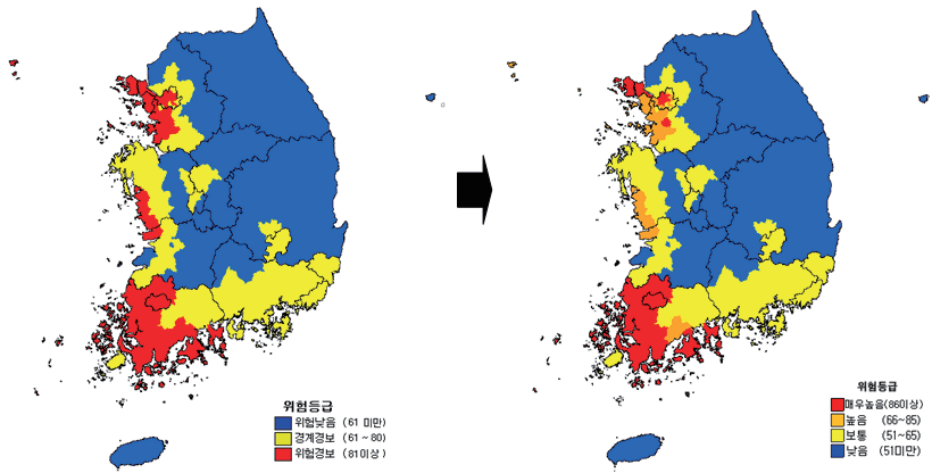 위험등급
위험낮음 (61 미만)
경계경보 (61 ~ 80)
위험경보 (81이상)
위험등급
매우높음(86이상)
높음 (66~85)
보통 (51~65)
낮음 (51미만)